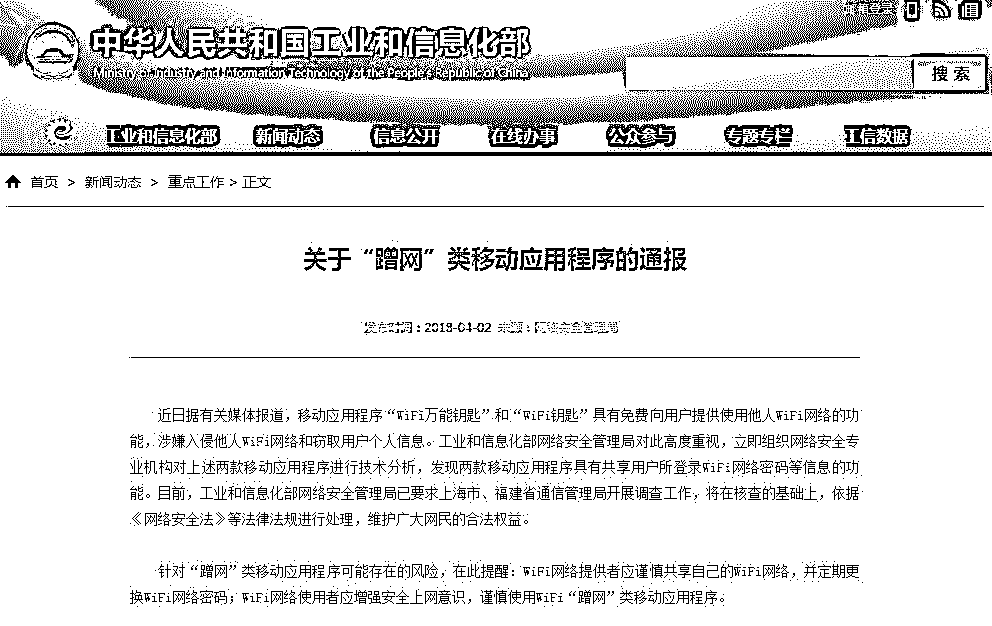 邮箱登录
中华人民共和国工业和信息化部
Ministry of Industry and Information Technology of the People's Republic of China
搜 索
工业和信息化部 新闻动态 信息公开 在线办事 公众参与 专题专栏 工信数据
首页 > 新闻动态 > 重点工作 > 正文
关于“蹭网”类移动应用程序的通报
发布时间：2018-04-02 来源：网络安全管理局
近日据有关媒体报道，移动应用程序“WiFi万能钥匙”和“WiFi钥匙”具有免费向用户提供使用他人WiFi网络的功
能，涉嫌入侵他人WiFi网络和窃取用户个人信息。工业和信息化部网络安全管理局对此高度重视，立即组织网络安全专
业机构对上述两款移动应用程序进行技术分析，发现两款移动应用程序具有共享用户所登录WiFi网络密码等信息的功
能。目前，工业和信息化部网络安全管理局已要求上海市、福建省通信管理局开展调查工作，将在核查的基础上，依据
《网络安全法》等法律法规进行处理，维护广大网民的合法权益。
针对“蹭网”类移动应用程序可能存在的风险，在此提醒：WiFi网络提供者应谨慎共享自己的WiFi网络，并定期更
换WiFi网络密码；WiFi网络使用者应增强安全上网意识，谨慎使用WiFi“蹭网”类移动应用程序。